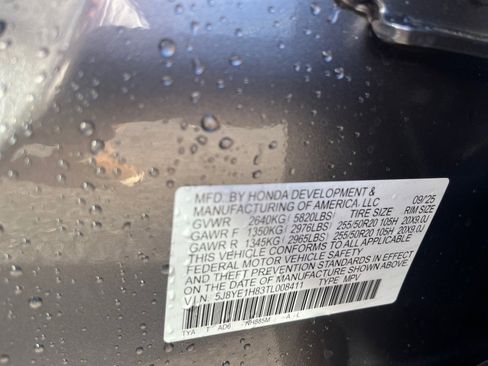 MFD. BY HONDA DEVELOPMENT &
MANUFACTURING OF AMERICA, LLC 09/25
GVWR 2640KG( 5820LBS) TIRE SIZE RIM SIZE
GAWR F 1350KG( 2976LBS) 255/50R20 105H 20X9.0J
GAWR R 1345KG( 2965LBS) 255/50R20 105H 20X9.0J
THIS VEHICLE CONFORMS TO ALL APPLICABLE
FEDERAL MOTOR VEHICLE SAFETY
AND THEFT PREVENTION STANDARDS IN EFFECT
ON THE DATE OF MANUFACTURE SHOWN ABOVE.
V.I.N.: 5J8YE1H83TL008411 TYPE: MPV
TYA T AD6 RH885M A L